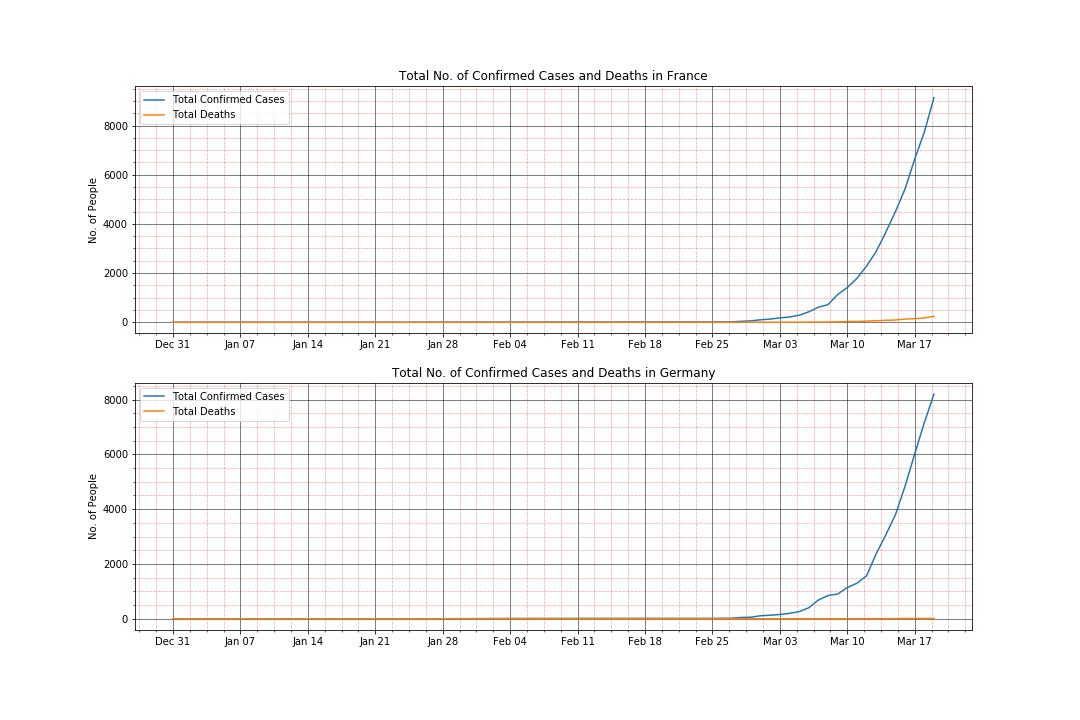 Total No. of Confirmed Cases and Deaths in France
Total Confirmed Cases
Total Deaths
No. of People
8000
6000
4000
2000
0
Dec 31 Jan 07 Jan 14 Jan 21 Jan 28 Feb 04 Feb 11 Feb 18 Feb 25 Mar 03 Mar 10 Mar 17
Total No. of Confirmed Cases and Deaths in Germany
Total Confirmed Cases
Total Deaths
No. of People
8000
6000
4000
2000
0
Dec 31 Jan 07 Jan 14 Jan 21 Jan 28 Feb 04 Feb 11 Feb 18 Feb 25 Mar 03 Mar 10 Mar 17